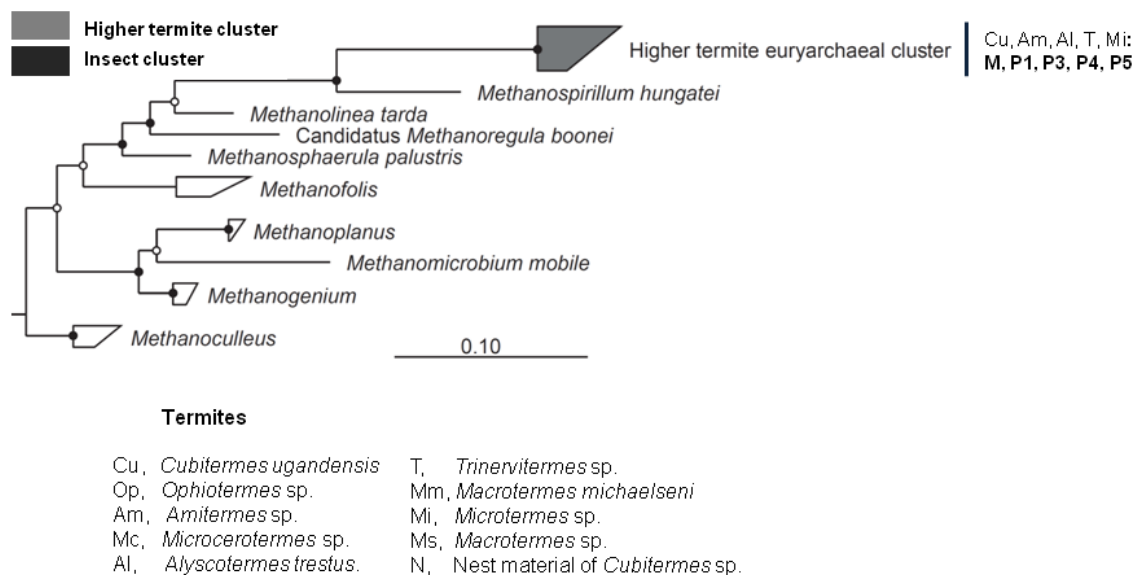 Higher termite cluster
Insect cluster
Higher termite euryarchaeal cluster
Cu, Am, Al, T, Mi:
M, P1, P3, P4, P5
Methanospirillum hungatei
Methanolinea tarda
Candidatus Methanoregula boonei
Methanosphaerula palustris
Methanofolis
Methanoplanus
Methanomicrobium mobile
Methanogenium
Methanoculleus
0.10
Termites
Cu, Cubitermes ugandensis
Op, Ophiotermes sp.
Am, Amitermes sp.
Mc, Microcerotermes sp.
Al, Alyscotermes trestus.
T, Trinervitermes sp.
Mm, Macrotermes michaelseni
Mi, Microtermes sp.
Ms, Macrotermes sp.
N, Nest material of Cubitermes sp.